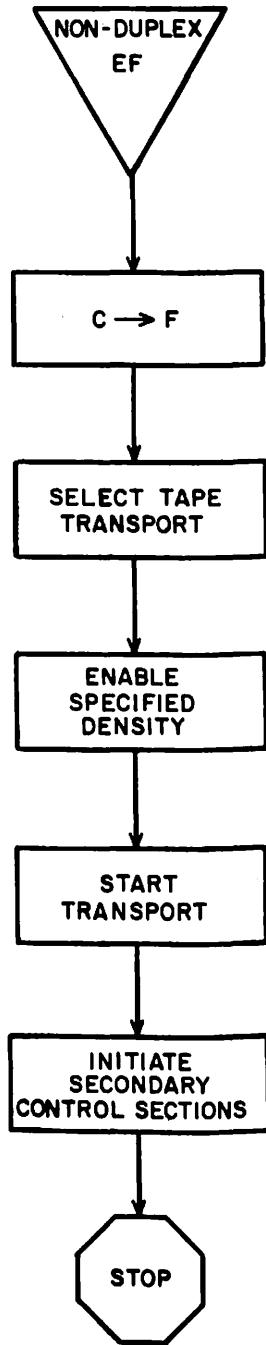 NON-DUPLEX
EF
C → F
SELECT TAPE
TRANSPORT
ENABLE
SPECIFIED
DENSITY
START
TRANSPORT
INITIATE
SECONDARY
CONTROL SECTIONS
STOP